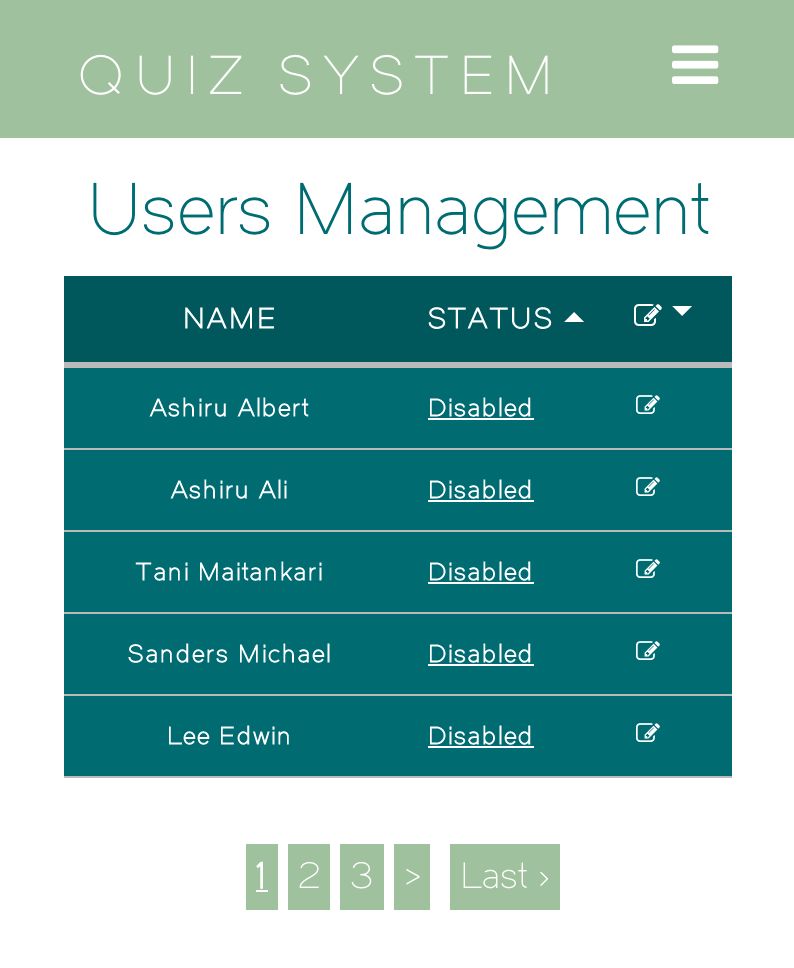 QUIZ SYSTEM
Users Management
NAME STATUS
Ashiru Albert Disabled
Ashiru Ali Disabled
Tani Maitankari Disabled
Sanders Michael Disabled
Lee Edwin Disabled
1 2 3 > Last ›